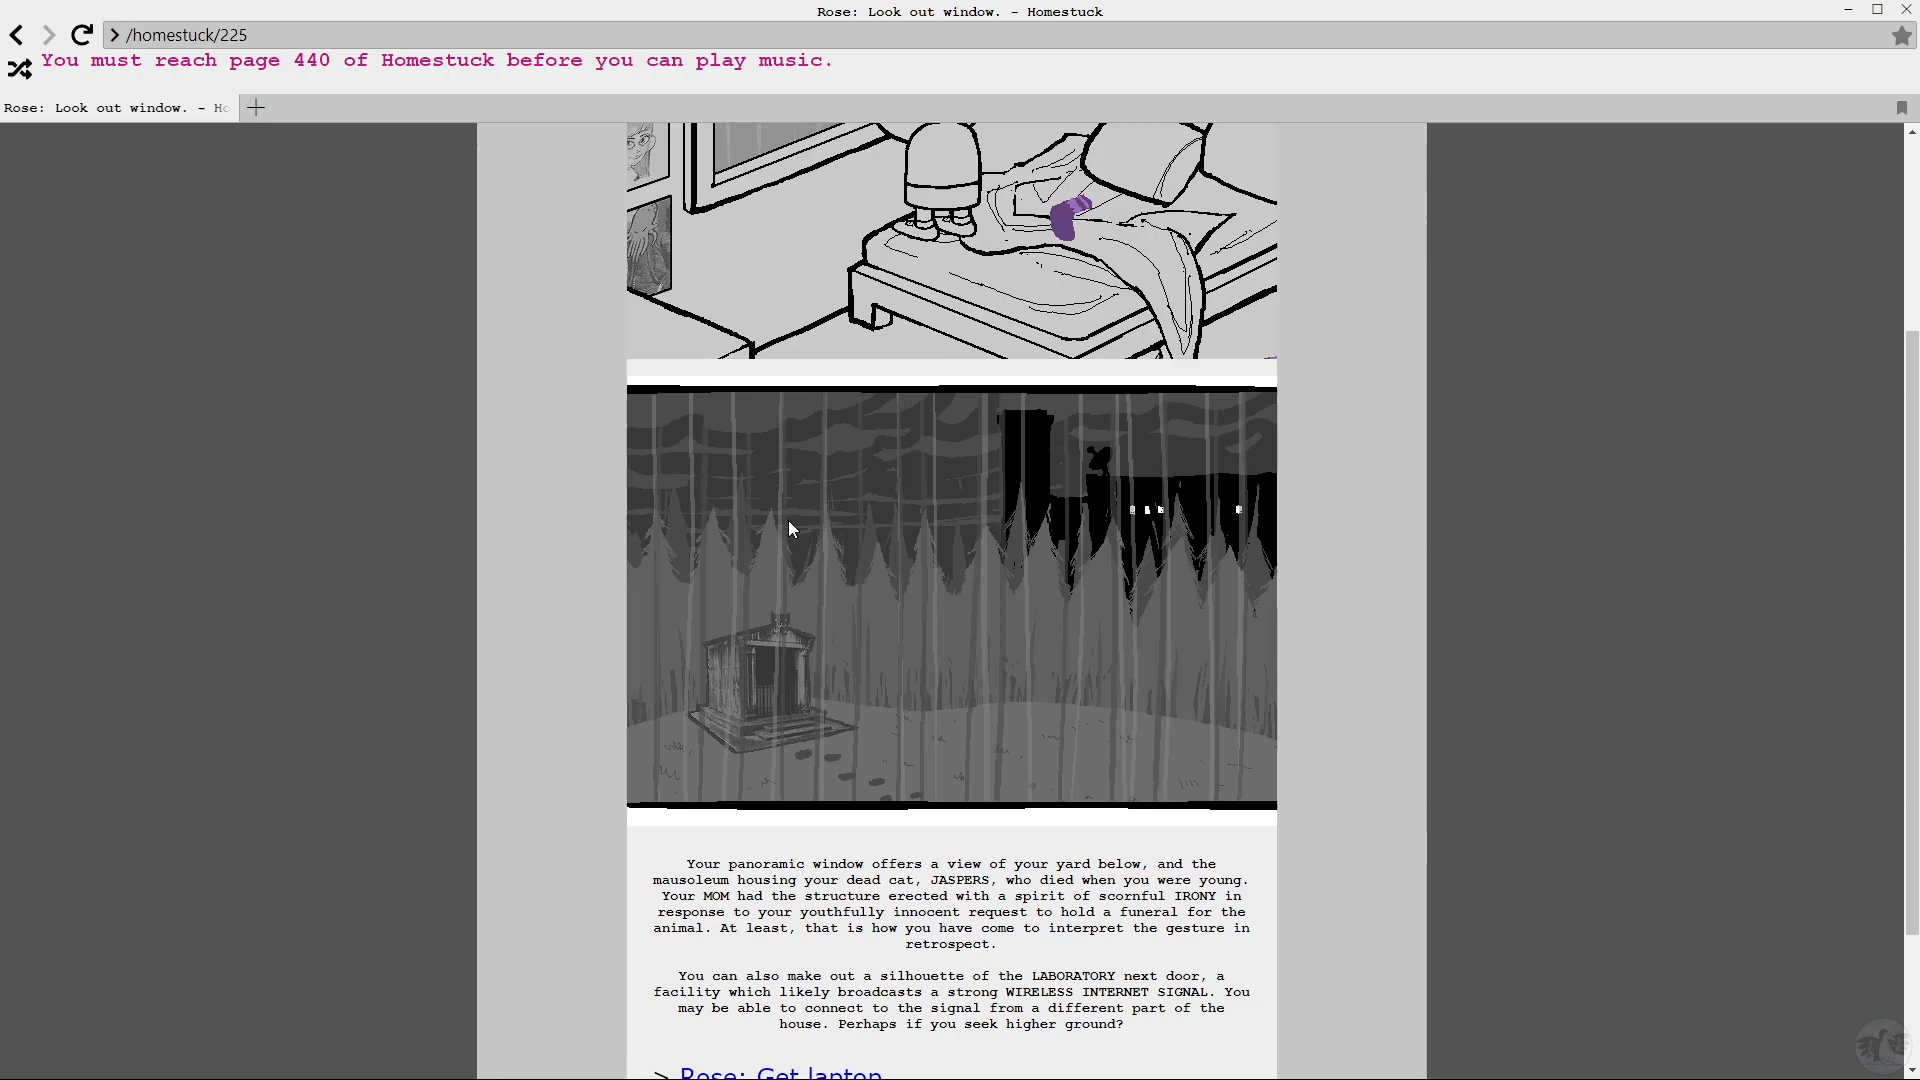 Rose: Look out window. - Homestuck
/homestuck/225
You must reach page 440 of Homestuck before you can play music.
Rose: Look out window. - Ho
Your panoramic window offers a view of your yard below, and the
mausoleum housing your dead cat, JASPERS, who died when you were young.
Your MOM had the structure erected with a spirit of scornful IRONY in
response to your youthfully innocent request to hold a funeral for the
animal. At least, that is how you have come to interpret the gesture in
retrospect.
You can also make out a silhouette of the LABORATORY next door, a
facility which likely broadcasts a strong WIRELESS INTERNET SIGNAL. You
may be able to connect to the signal from a different part of the
house. Perhaps if you seek higher ground?
> Rose: Get laptop